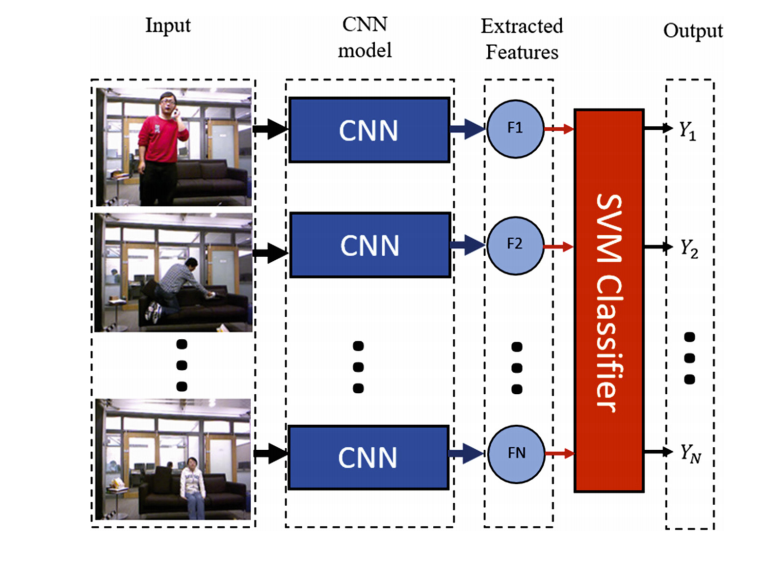 Input
CNN
model
Extracted
Features
Output
CNN
F1
Y1
CNN
F2
Y2
SVM Classifier
CNN
FN
YN